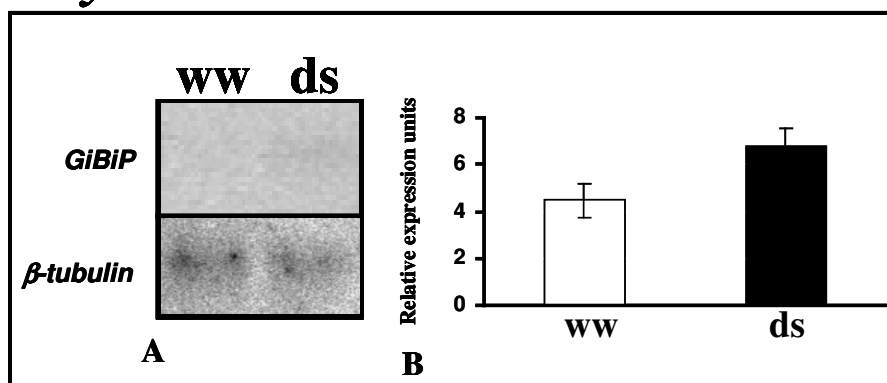 ww ds
GiBiP
β-tubulin
A
Relative expression units
8
6
4
2
0
ww ds
B